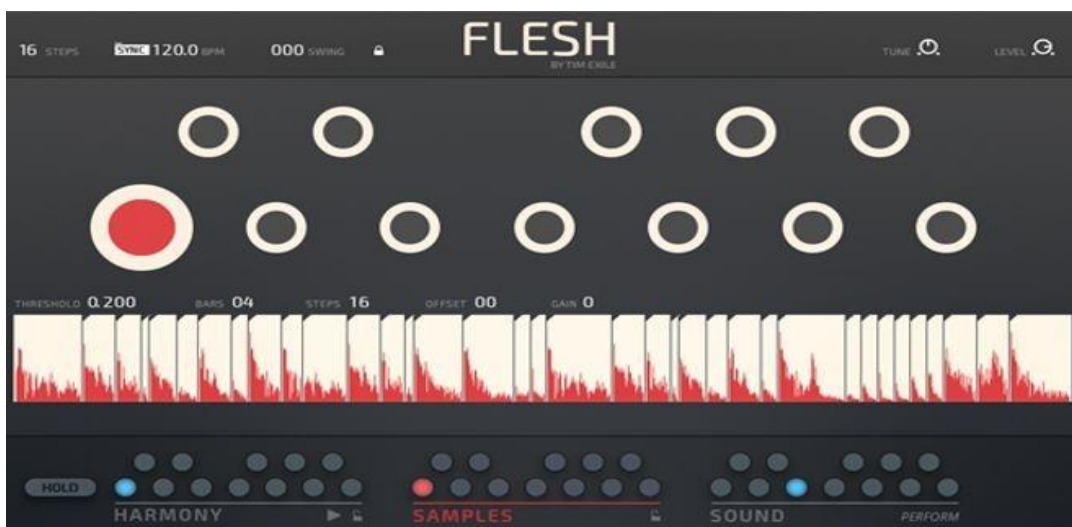 16 STEPS SYNC 120.0 BPM 000 SWING FLESH TUNE LEVEL
BY TIM EXILE
THRESHOLD 0.200 BARS 04 STEPS 16 OFFSET 00 GAIN 0
HOLD
HARMONY SAMPLES SOUND PERFORM